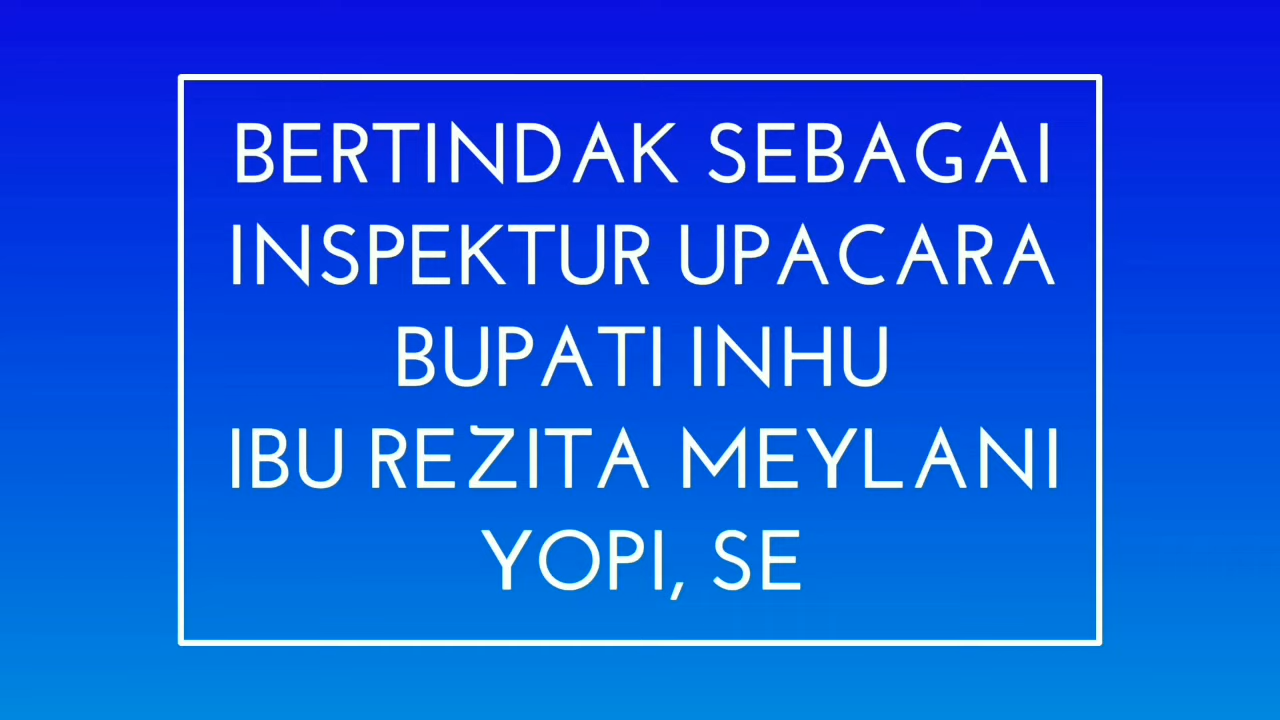 BERTINDAK SEBAGAI
INSPEKTUR UPACARA
BUPATI INHU
IBU REZITA MEYLANI
YOPI, SE